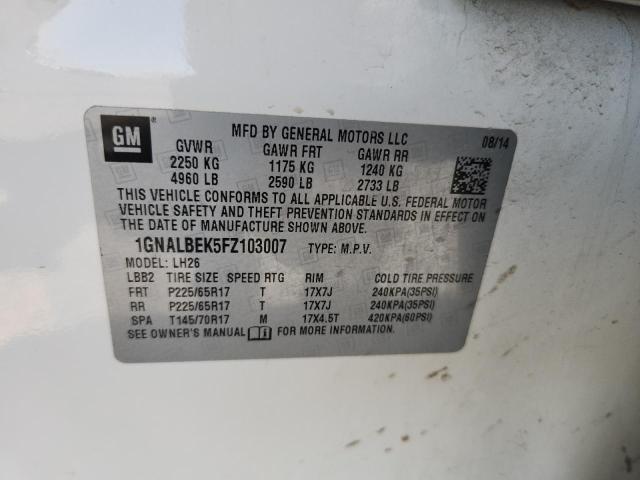 GM
MFD BY GENERAL MOTORS LLC
08/14
GVWR GAWR FRT GAWR RR
2250 KG 1175 KG 1240 KG
4960 LB 2590 LB 2733 LB
THIS VEHICLE CONFORMS TO ALL APPLICABLE U.S. FEDERAL MOTOR
VEHICLE SAFETY AND THEFT PREVENTION STANDARDS IN EFFECT ON
THE DATE OF MANUFACTURE SHOWN ABOVE.
1GNALBEK5FZ103007 TYPE: M.P.V.
MODEL: LH26
LBB2 TIRE SIZE SPEED RTG RIM COLD TIRE PRESSURE
FRT P225/65R17 T 17X7J 240KPA(35PSI)
RR P225/65R17 T 17X7J 240KPA(35PSI)
SPA T145/70R17 M 17X4.5T 420KPA(60PSI)
SEE OWNER'S MANUAL FOR MORE INFORMATION.